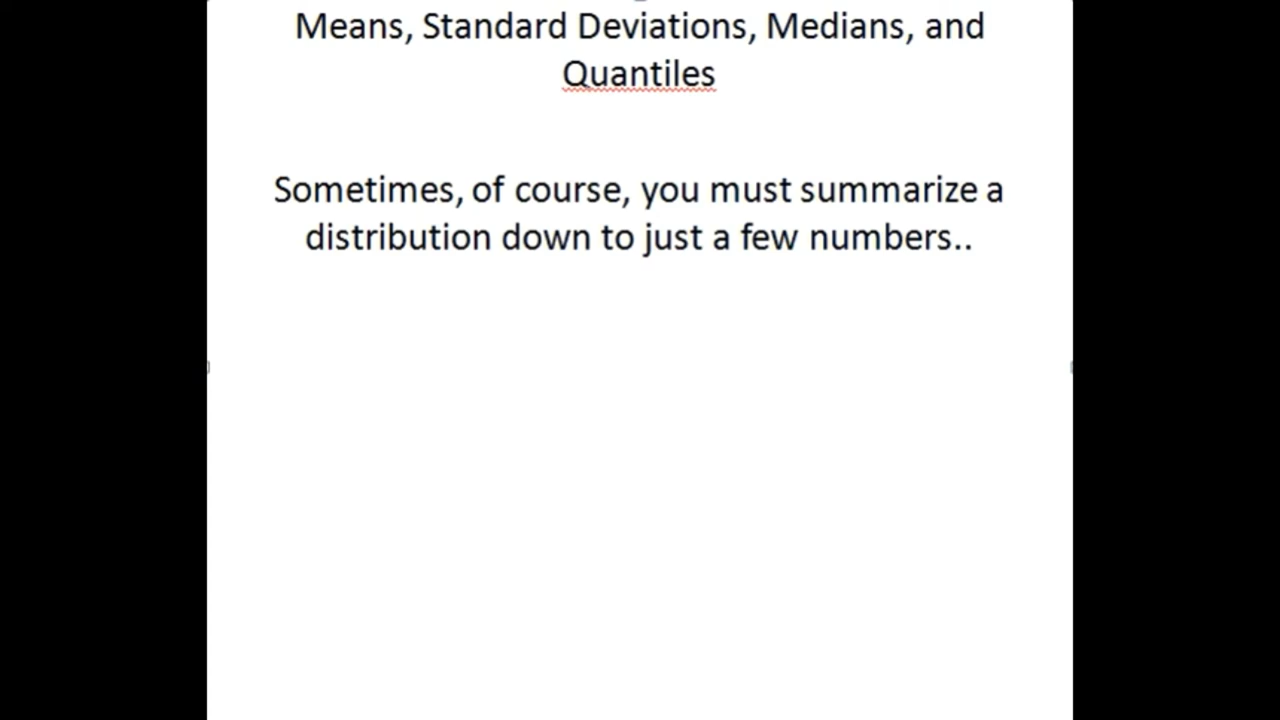 Means, Standard Deviations, Medians, and
Quantiles
Sometimes, of course, you must summarize a
distribution down to just a few numbers..